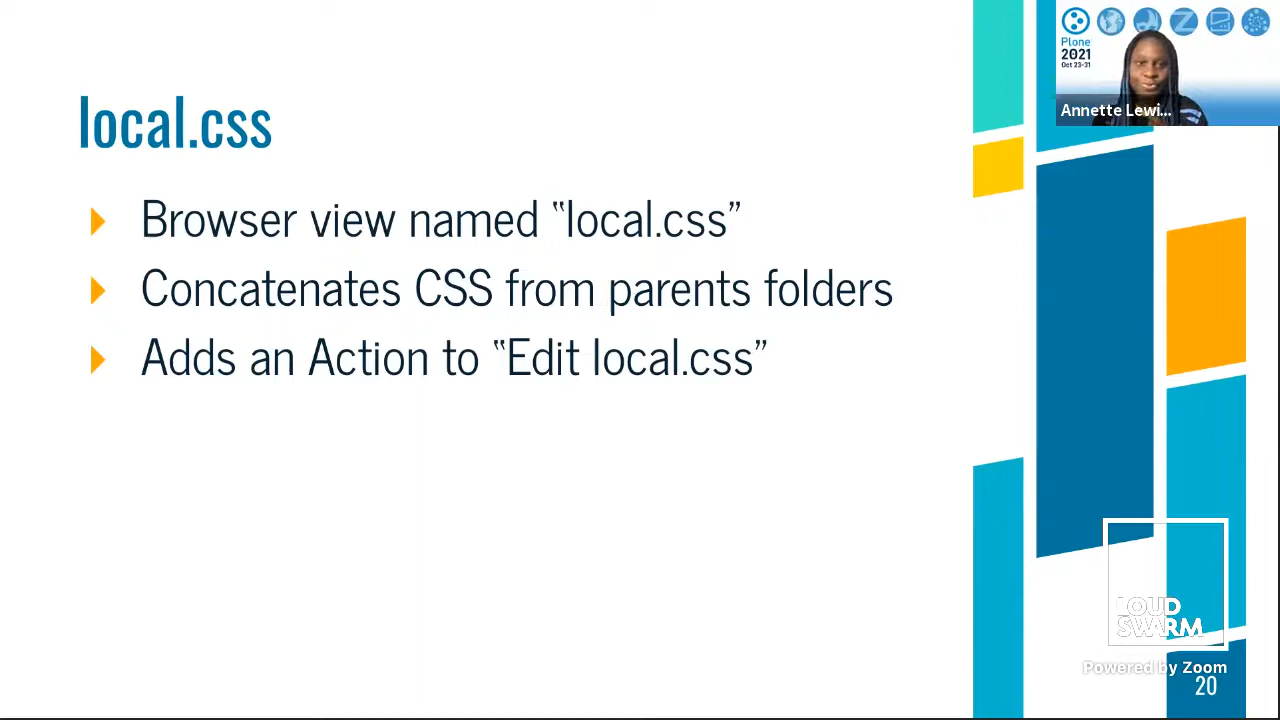 local.css
Browser view named “local.css”
Concatenates CSS from parents folders
Adds an Action to “Edit local.css”
Plone
2021
Oct 23-31
Annette Lewi...
LOUD
SWARM
Powered by Zoom
20